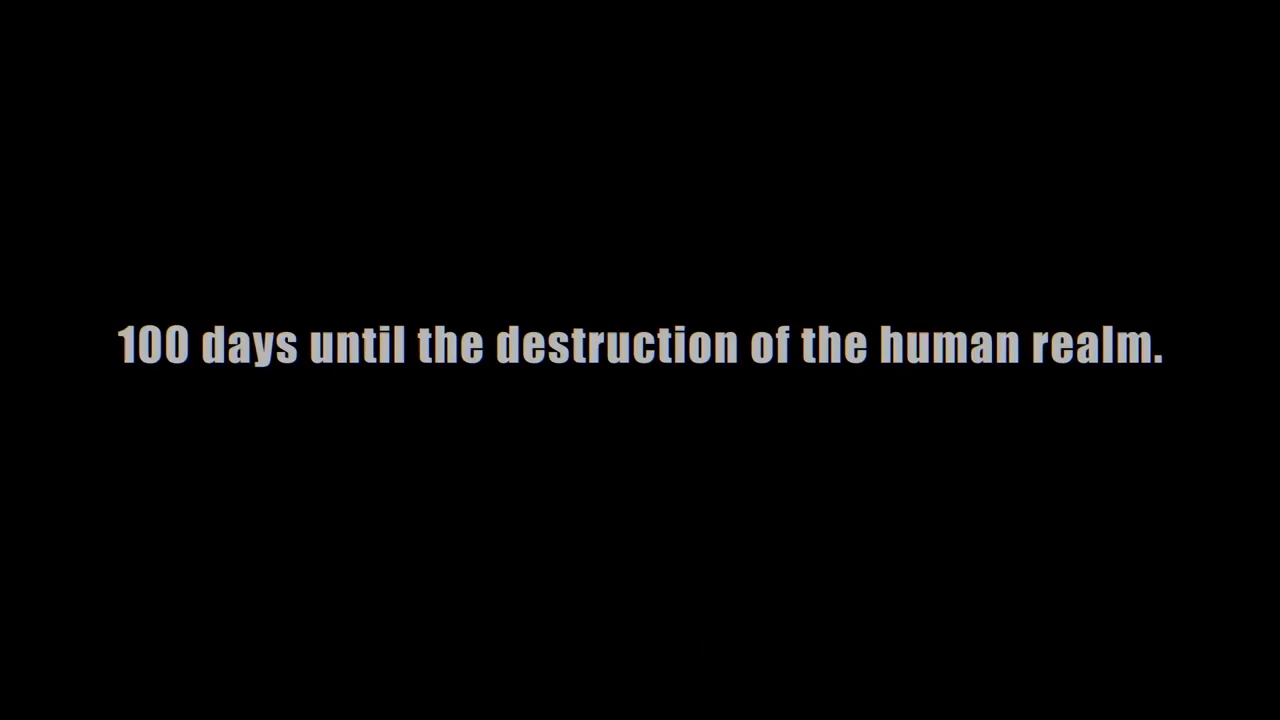 100 days until the destruction of the human realm.